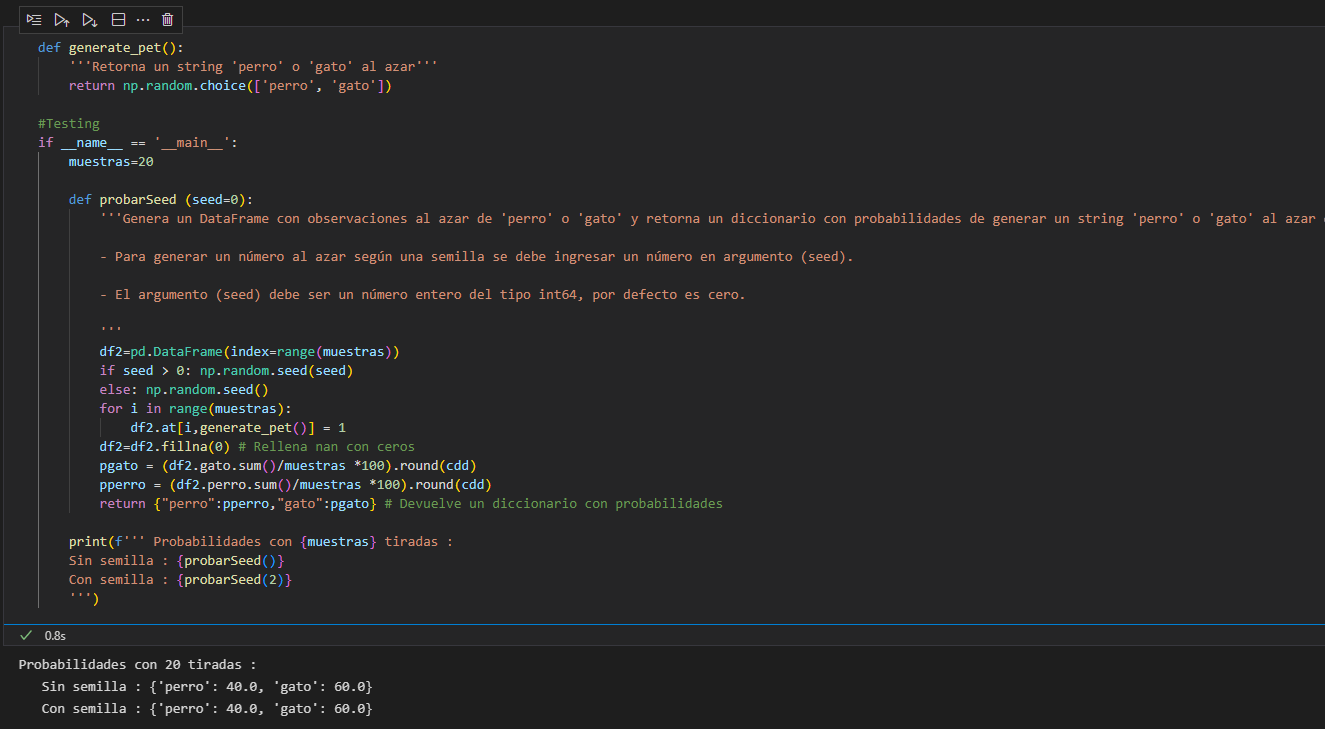 def generate_pet():
    '''Retorna un string 'perro' o 'gato' al azar'''
    return np.random.choice(['perro', 'gato'])
#Testing
if __name__ == '__main__':
    muestras=20
    def probarSeed (seed=0):
        '''Genera un DataFrame con observaciones al azar de 'perro' o 'gato' y retorna un diccionario con probabilidades de generar un string 'perro' o 'gato' al azar
        - Para generar un número al azar según una semilla se debe ingresar un número en argumento (seed).
        - El argumento (seed) debe ser un número entero del tipo int64, por defecto es cero.
        '''
        df2=pd.DataFrame(index=range(muestras))
        if seed > 0: np.random.seed(seed)
        else: np.random.seed()
        for i in range(muestras):
            df2.at[i,generate_pet()] = 1
        df2=df2.fillna(0) # Rellena nan con ceros
        pgato = (df2.gato.sum()/muestras *100).round(cdd)
        pperro = (df2.perro.sum()/muestras *100).round(cdd)
        return {"perro":pperro,"gato":pgato} # Devuelve un diccionario con probabilidades
    print(f''' Probabilidades con {muestras} tiradas :
    Sin semilla : {probarSeed()}
    Con semilla : {probarSeed(2)}
    ''')
0.8s
Probabilidades con 20 tiradas :
    Sin semilla : {'perro': 40.0, 'gato': 60.0}
    Con semilla : {'perro': 40.0, 'gato': 60.0}